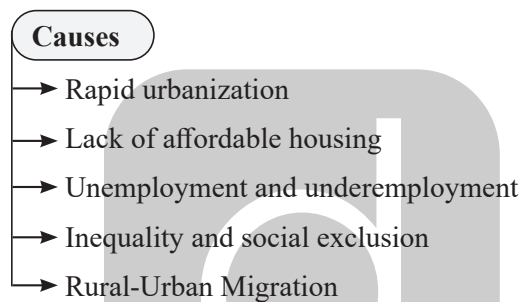 Causes
Rapid urbanization
Lack of affordable housing
Unemployment and underemployment
Inequality and social exclusion
Rural-Urban Migration